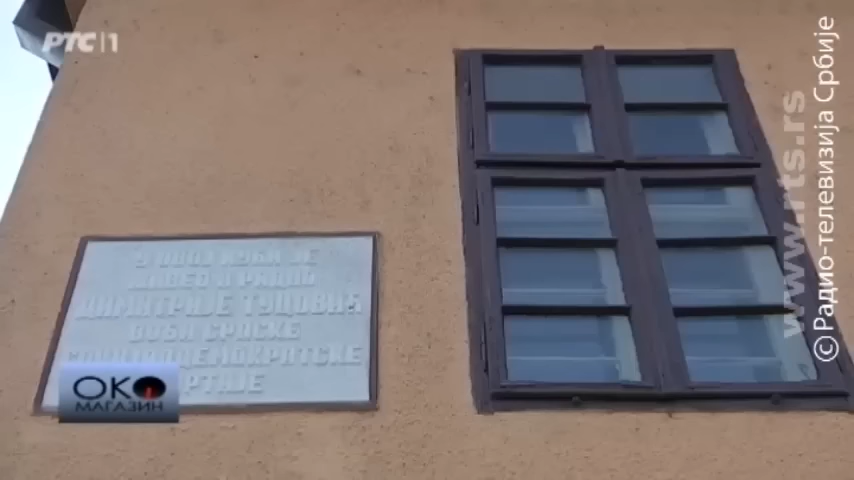 РТС 1
У ОВОЈ КУЋИ ЈЕ
ЖИВЕО И РАДИО
ДИМИТРИЈЕ ТУЦОВИЋ
ВОЂА СРПСКЕ
СОЦИЈАЛДЕМОКРАТСКЕ
РТИЈЕ
ОКО
МАГАЗИН
www.rts.rs
© Радио-телевизија Србије